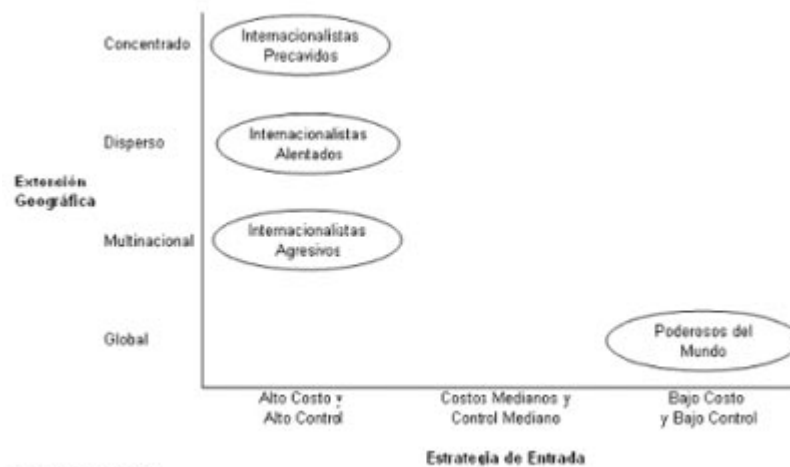 Concentrado
Internacionalistas
Precavidos
Disperso
Internacionalistas
Alentados
Extención
Geográfica
Multinacional
Internacionalistas
Agresivos
Global
Poderosos del
Mundo
Alto Costo y
Alto Control
Costos Medianos y
Control Mediano
Bajo Costo
y Bajo Control
Estrategia de Entrada